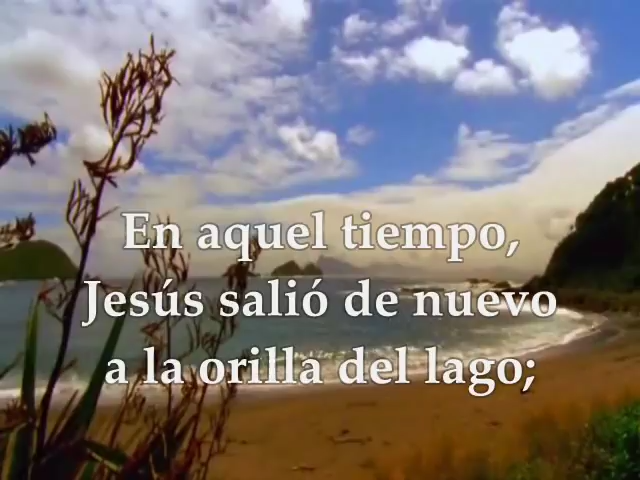 En aquel tiempo,
Jesús salió de nuevo
a la orilla del lago;